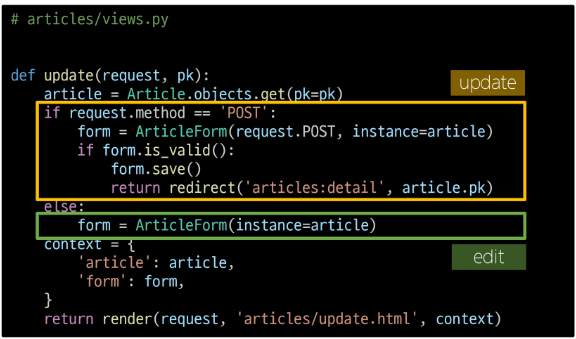 # articles/views.py
def update(request, pk):
update
    article = Article.objects.get(pk=pk)
    if request.method == 'POST':
        form = ArticleForm(request.POST, instance=article)
        if form.is_valid():
            form.save()
            return redirect('articles:detail', article.pk)
    else:
        form = ArticleForm(instance=article)
    context = {
        'article': article,
edit
        'form': form,
    }
    return render(request, 'articles/update.html', context)